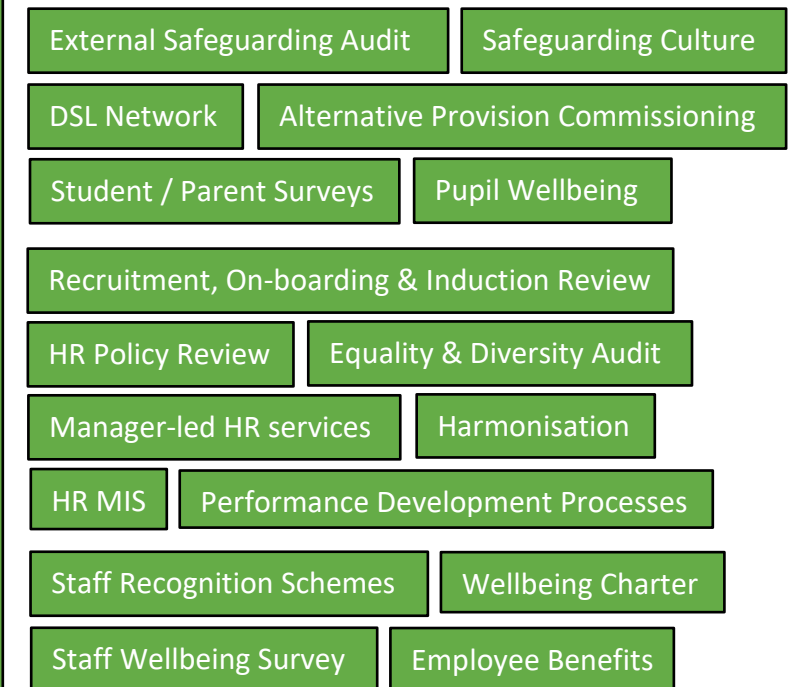 External Safeguarding Audit Safeguarding Culture
DSL Network Alternative Provision Commissioning
Student / Parent Surveys Pupil Wellbeing
Recruitment, On-boarding & Induction Review
HR Policy Review Equality & Diversity Audit
Manager-led HR services Harmonisation
HR MIS Performance Development Processes
Staff Recognition Schemes Wellbeing Charter
Staff Wellbeing Survey Employee Benefits